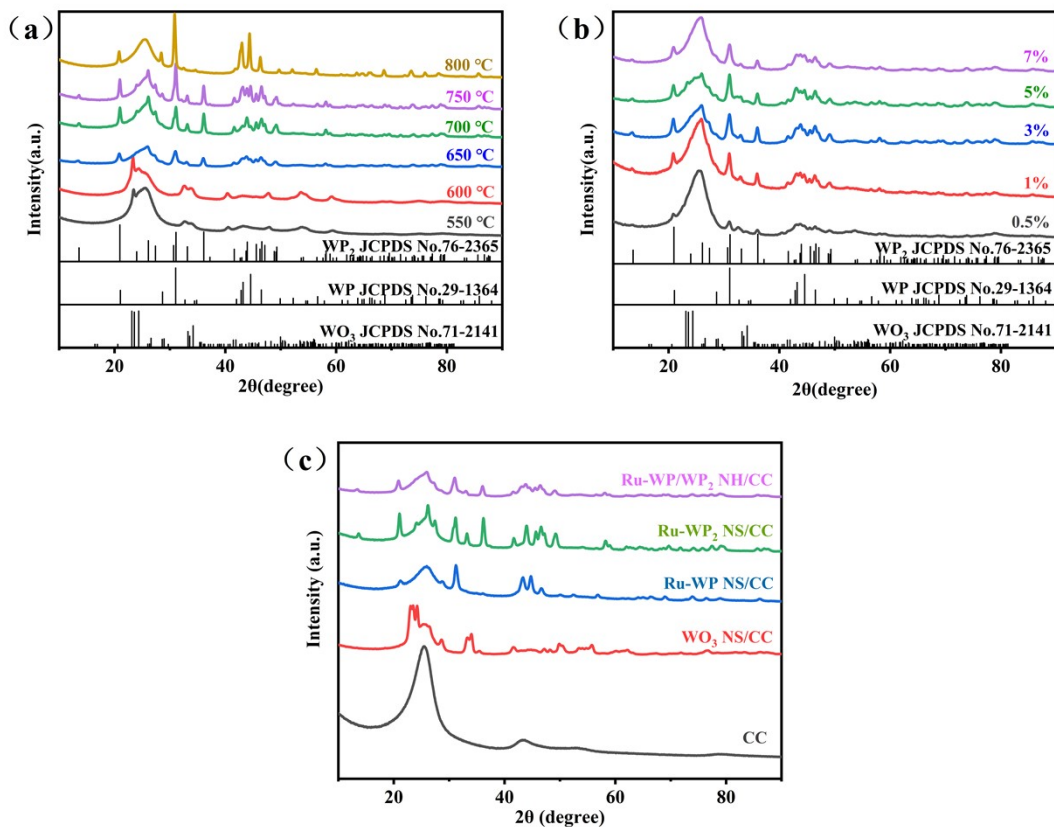 (a)
Intensity(a.u.)
800 °C
750 °C
700 °C
650 °C
600 °C
550 °C
WP₂ JCPDS No.76-2365
WP JCPDS No.29-1364
WO₃ JCPDS No.71-2141
20 40 60 80
2θ(degree)
(b)
Intensity(a.u.)
7%
5%
3%
1%
0.5%
WP₂ JCPDS No.76-2365
WP JCPDS No.29-1364
WO₃ JCPDS No.71-2141
20 40 60 80
2θ(degree)
(c)
Intensity (a.u.)
Ru-WP/WP₂ NH/CC
Ru-WP₂ NS/CC
Ru-WP NS/CC
WO₃ NS/CC
CC
20 40 60 80
2θ (degree)